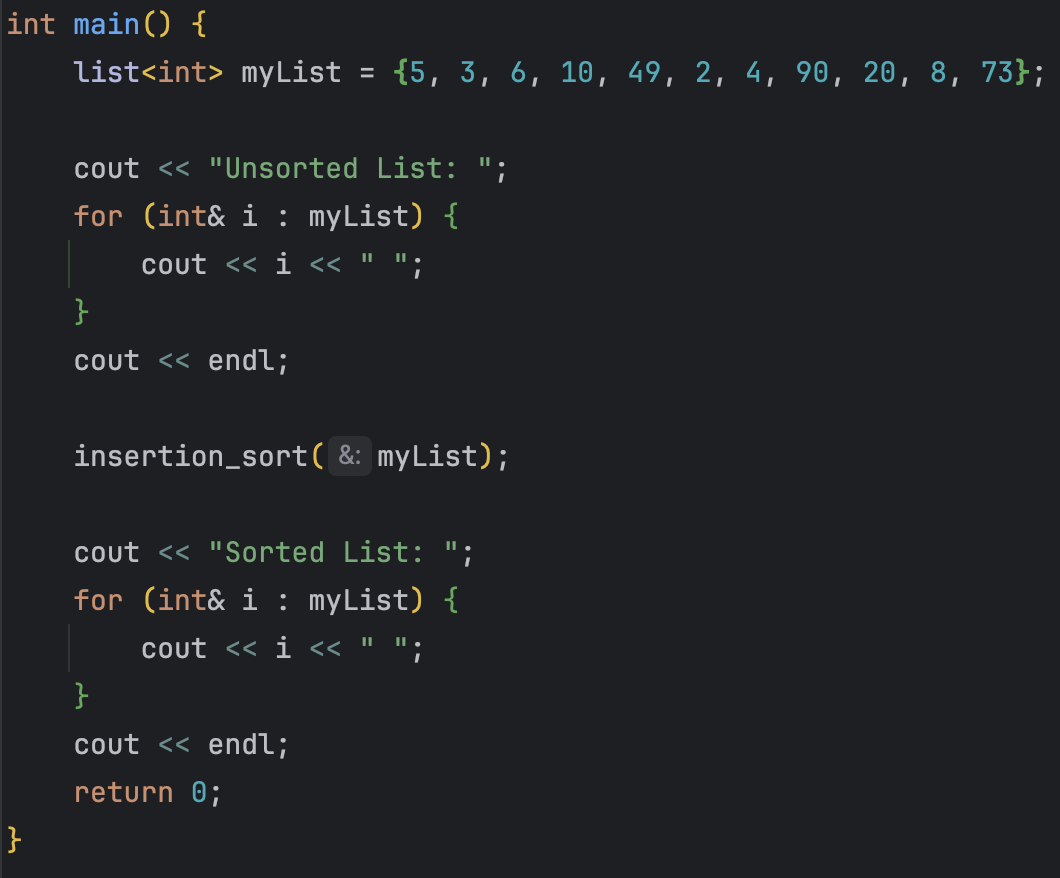 int main() {
    list<int> myList = {5, 3, 6, 10, 49, 2, 4, 90, 20, 8, 73};

    cout << "Unsorted List: ";
    for (int& i : myList) {
        cout << i << " ";
    }
    cout << endl;

    insertion_sort( &: myList);

    cout << "Sorted List: ";
    for (int& i : myList) {
        cout << i << " ";
    }
    cout << endl;
    return 0;
}